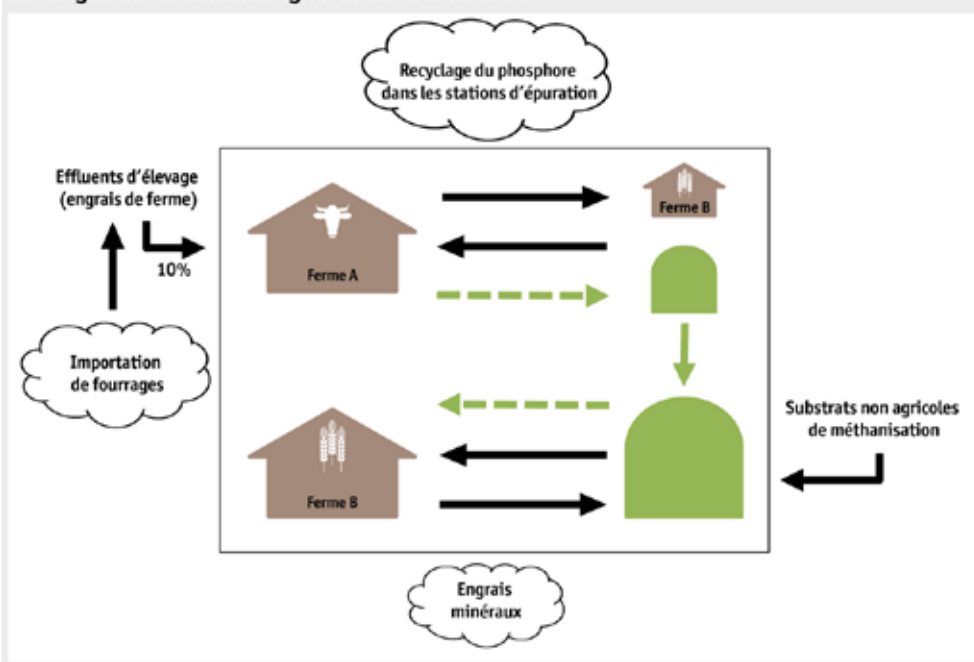 Recyclage du phosphore
dans les stations d'épuration
Effluents d'élevage
(engrais de ferme)
10%
Ferme A
Ferme B
Importation
de fourrages
Substrats non agricoles
de méthanisation
Ferme B
Engrais
minéraux